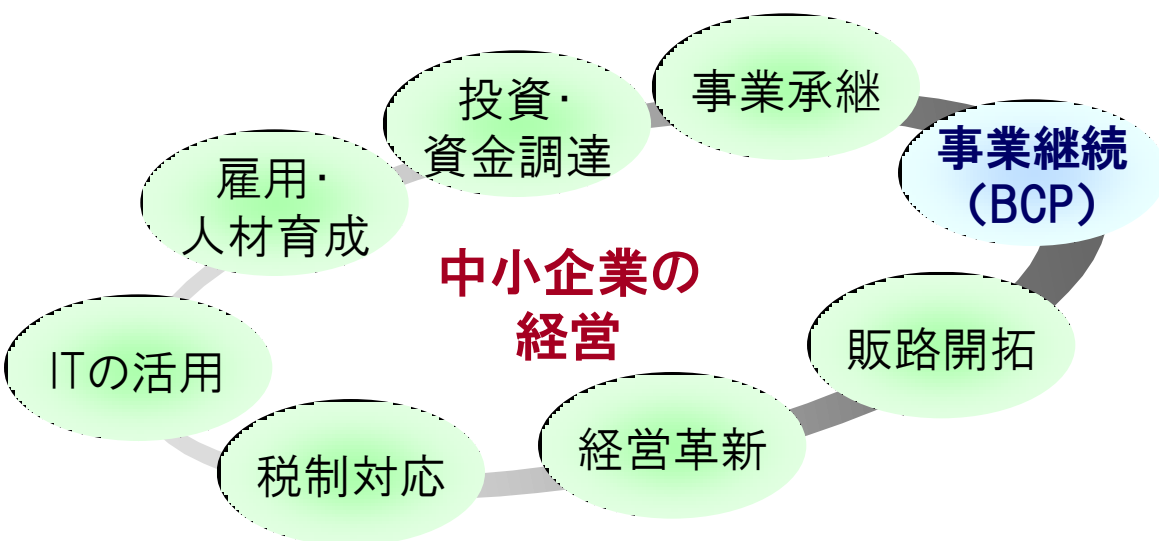 事業承継
投資・
資金調達
事業継続
(BCP)
雇用・
人材育成
中小企業の
経営
販路開拓
ITの活用
経営革新
税制対応